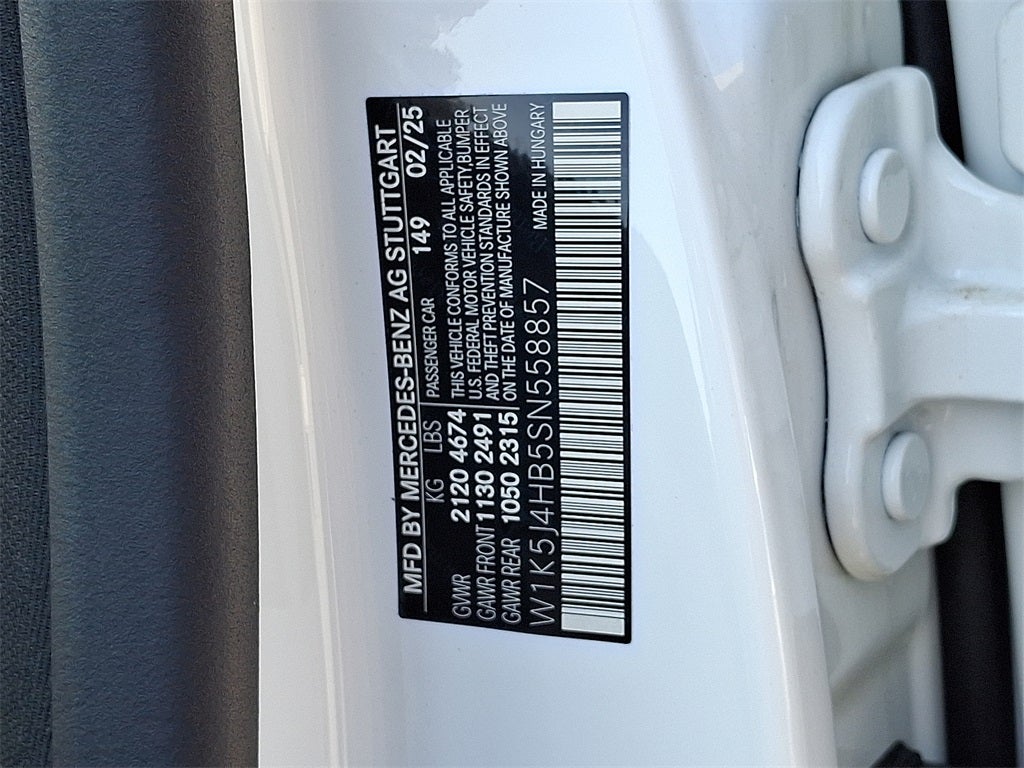 MFD BY MERCEDES-BENZ AG STUTTGART
KG LBS 149 02/25
PASSENGER CAR
GVWR 2120 4674
GAWR FRONT 1130 2491
GAWR REAR 1050 2315
THIS VEHICLE CONFORMS TO ALL APPLICABLE
U.S. FEDERAL MOTOR VEHICLE SAFETY,BUMPER
AND THEFT PREVENTION STANDARDS IN EFFECT
ON THE DATE OF MANUFACTURE SHOWN ABOVE
W1K5J4HB5SN558857 MADE IN HUNGARY